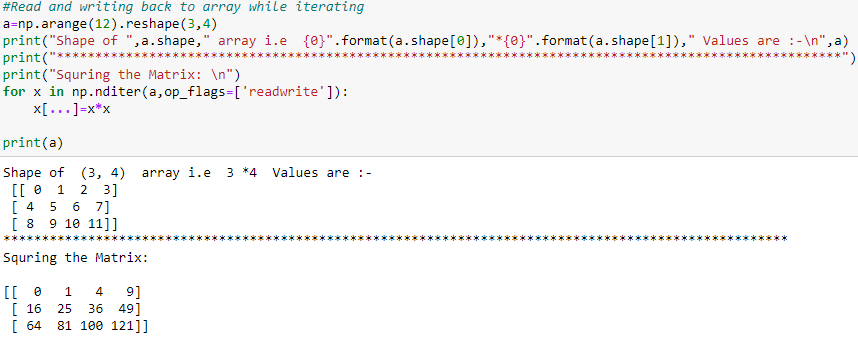 #Read and writing back to array while iterating
a=np.arange(12).reshape(3,4)
print("Shape of ",a.shape," array i.e  {0}".format(a.shape[0]),"*{0}".format(a.shape[1])," Values are :-\n",a)
print("******************************************************************************************************")
print("Squring the Matrix: \n")
for x in np.nditer(a,op_flags=['readwrite']):
    x[...]=x*x
print(a)
Shape of  (3, 4)  array i.e  3 *4  Values are :-
 [[ 0  1  2  3]
 [ 4  5  6  7]
 [ 8  9 10 11]]
******************************************************************************************************
Squring the Matrix:
[[  0   1   4   9]
 [ 16  25  36  49]
 [ 64  81 100 121]]